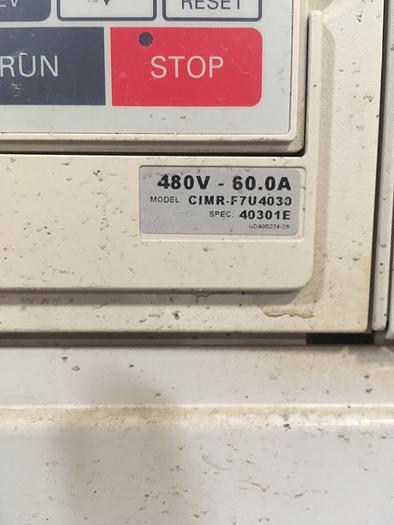 RESET
RUN
STOP
480V - 60.0A
MODEL CIMR-F7U4030
SPEC: 40301E